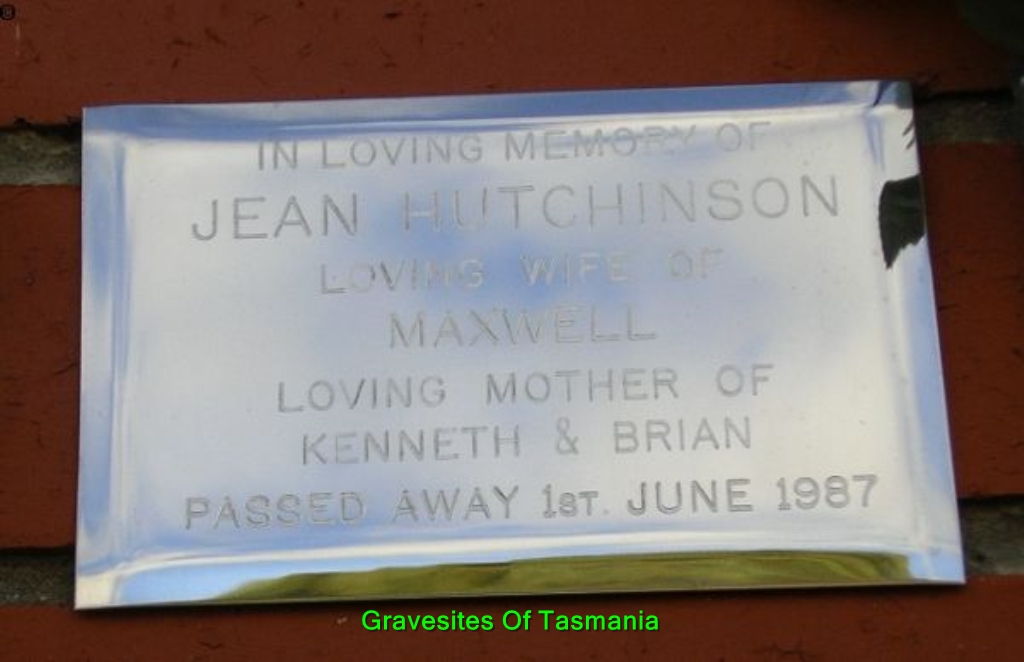 IN LOVING MEMORY OF
JEAN HUTCHINSON
LOVING WIFE OF
MAXWELL
LOVING MOTHER OF
KENNETH & BRIAN
PASSED AWAY 1ST. JUNE 1987
Gravesites Of Tasmania